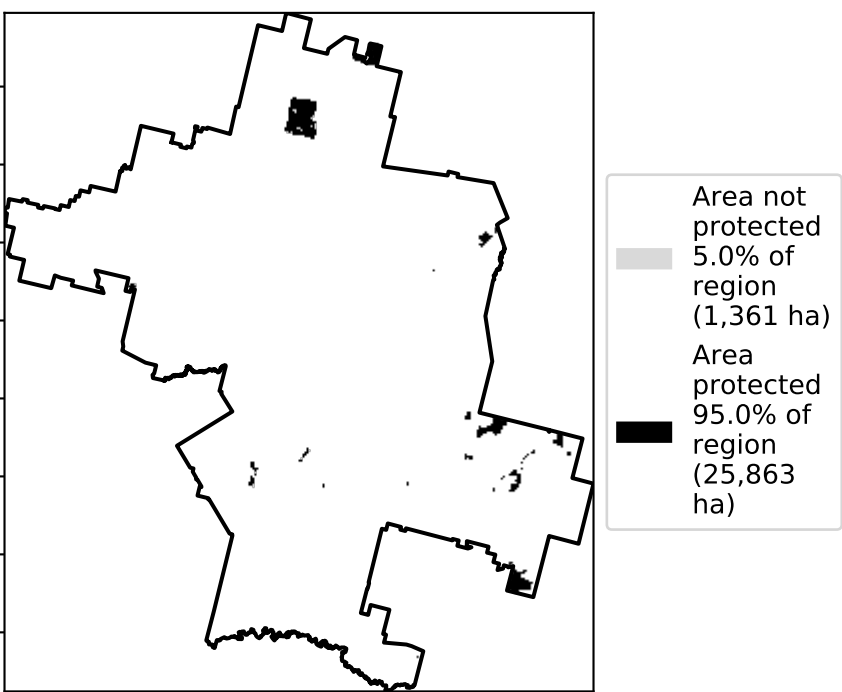 Area not
protected
5.0% of
region
(1,361 ha)
Area
protected
95.0% of
region
(25,863
ha)